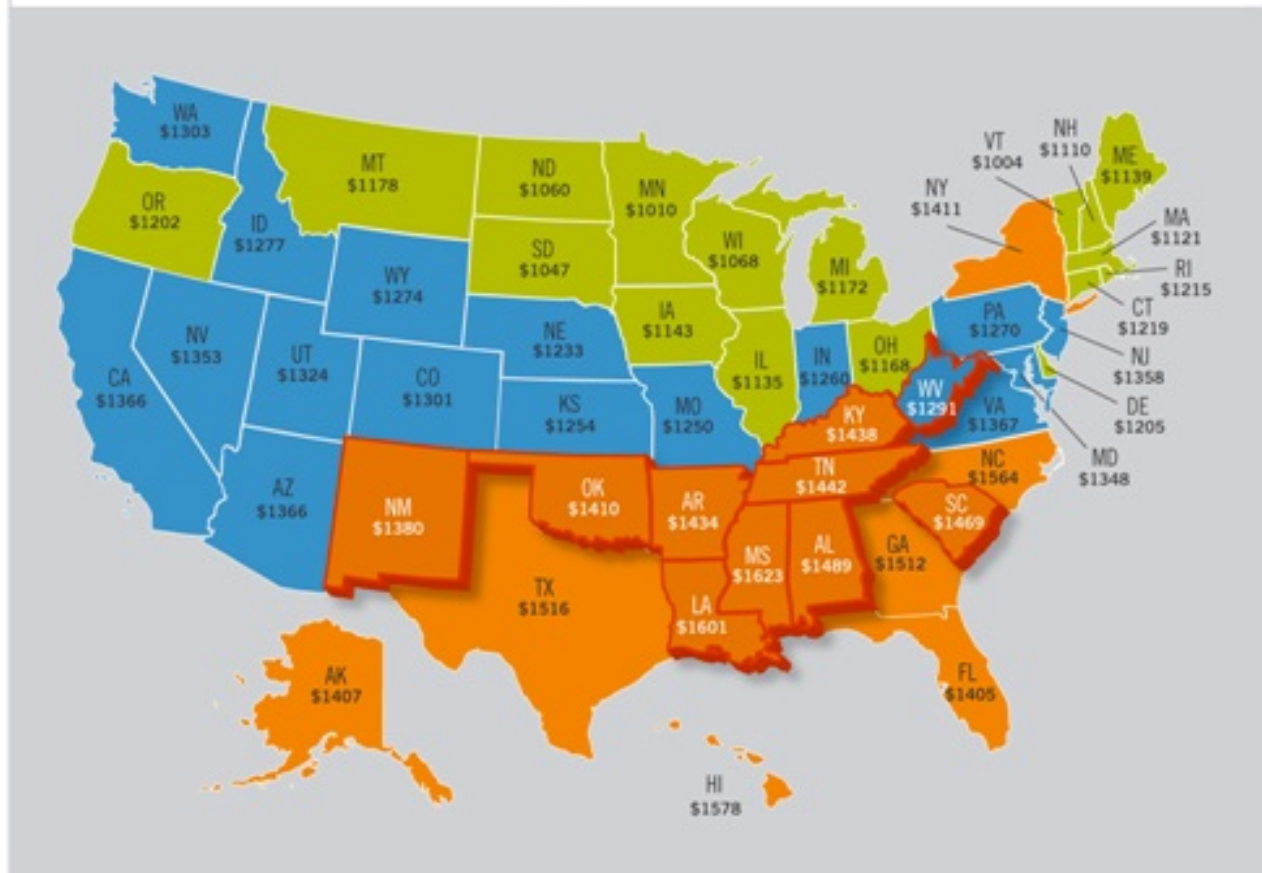 WA
$1303
MT
$1178
ND
$1060
MN
$1010
VT
$1004
NH
$1110
ME
$1139
OR
$1202
ID
$1277
SD
$1047
WI
$1068
MI
$1172
NY
$1411
MA
$1121
RI
$1215
CT
$1219
WY
$1274
IA
$1143
NE
$1233
PA
$1270
NJ
$1358
NV
$1353
UT
$1324
CO
$1301
IL
$1135
IN
$1260
OH
$1168
WV
$1291
VA
$1367
DE
$1205
MD
$1348
CA
$1366
KS
$1254
MO
$1250
KY
$1438
AZ
$1366
NM
$1380
OK
$1410
AR
$1434
TN
$1442
NC
$1564
SC
$1469
TX
$1516
LA
$1601
MS
$1623
AL
$1489
GA
$1512
FL
$1405
AK
$1407
HI
$1578